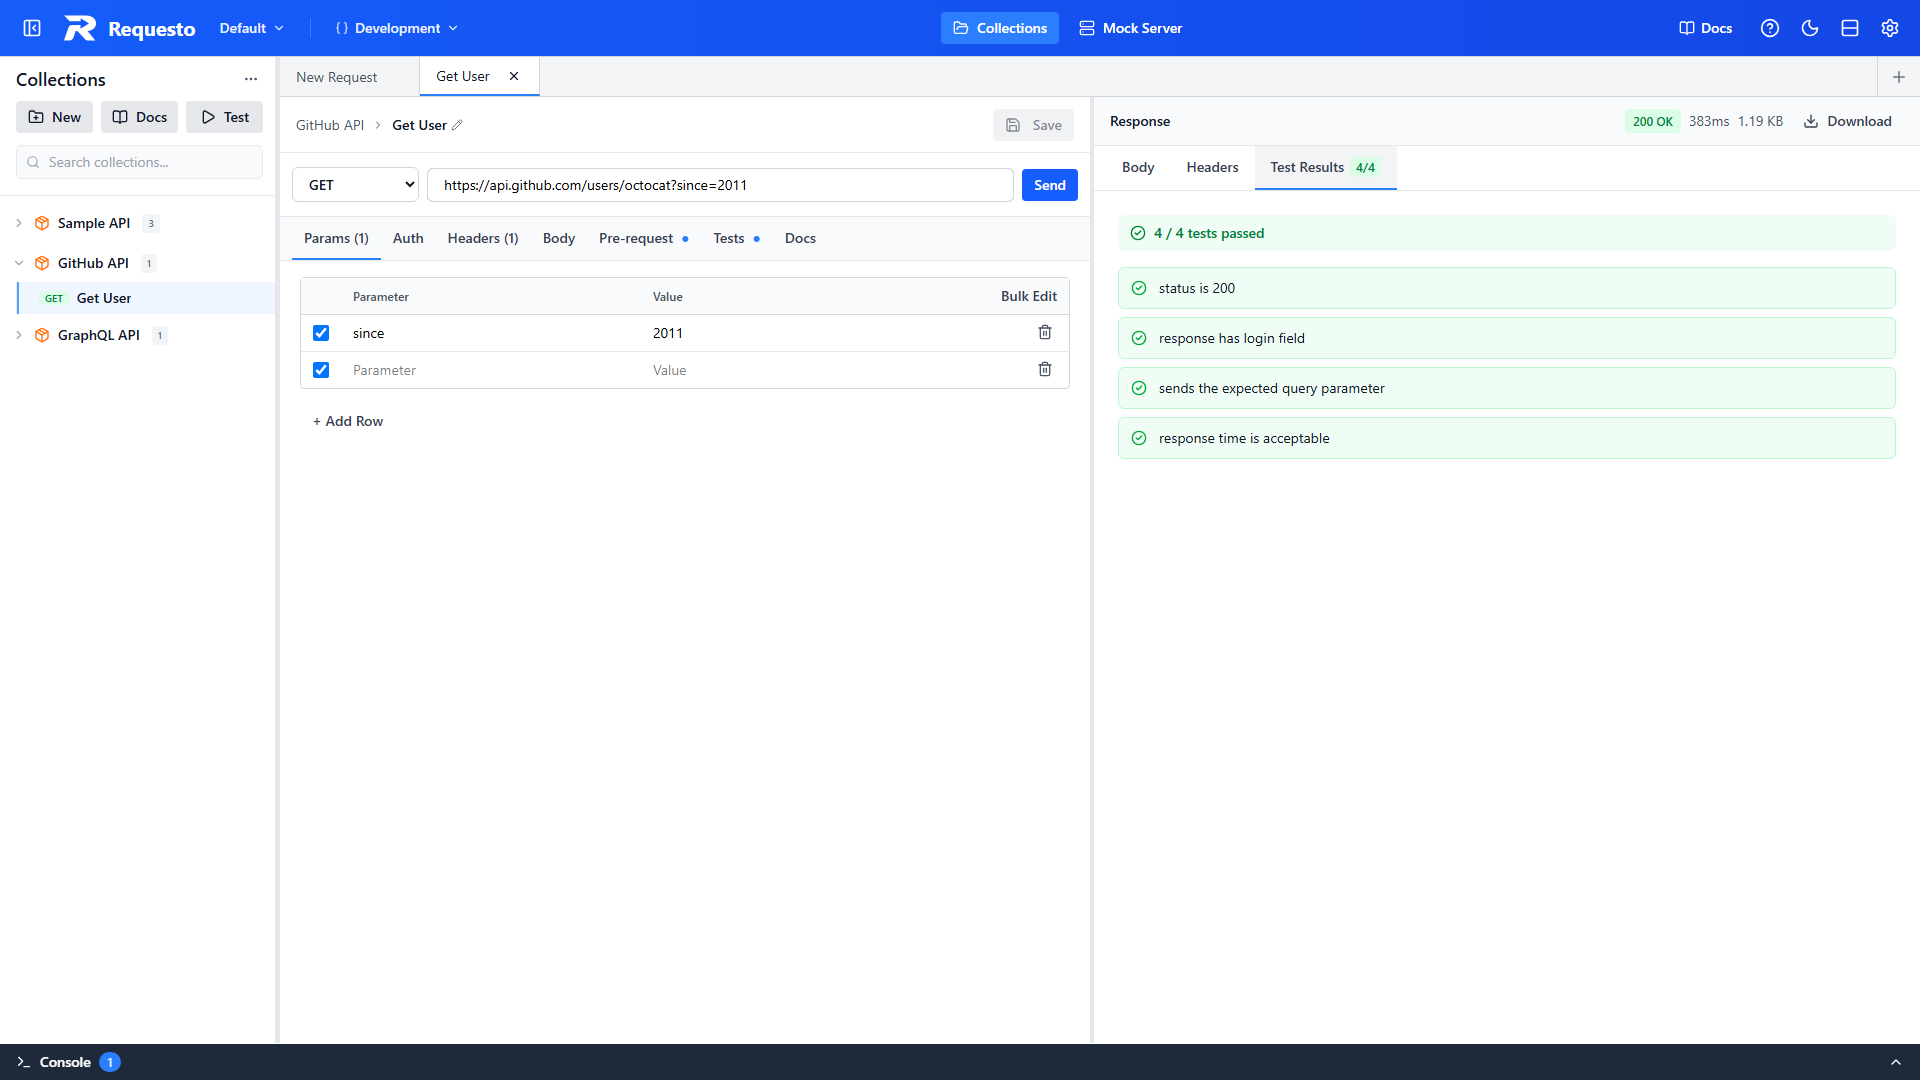 Requesto
Default
{ } Development
Collections
Mock Server
Docs
Collections
...
New
Docs
Test
Search collections...
Sample API 3
GitHub API 1
GET Get User
GraphQL API 1
New Request
Get User
GitHub API > Get User
Save
GET
https://api.github.com/users/octocat?since=2011
Send
Params (1)
Auth
Headers (1)
Body
Pre-request
Tests
Docs
Parameter
Value
Bulk Edit
since
2011
Parameter
Value
+ Add Row
Response
200 OK
383ms
1.19 KB
Download
Body
Headers
Test Results 4/4
4 / 4 tests passed
status is 200
response has login field
sends the expected query parameter
response time is acceptable
Console 1